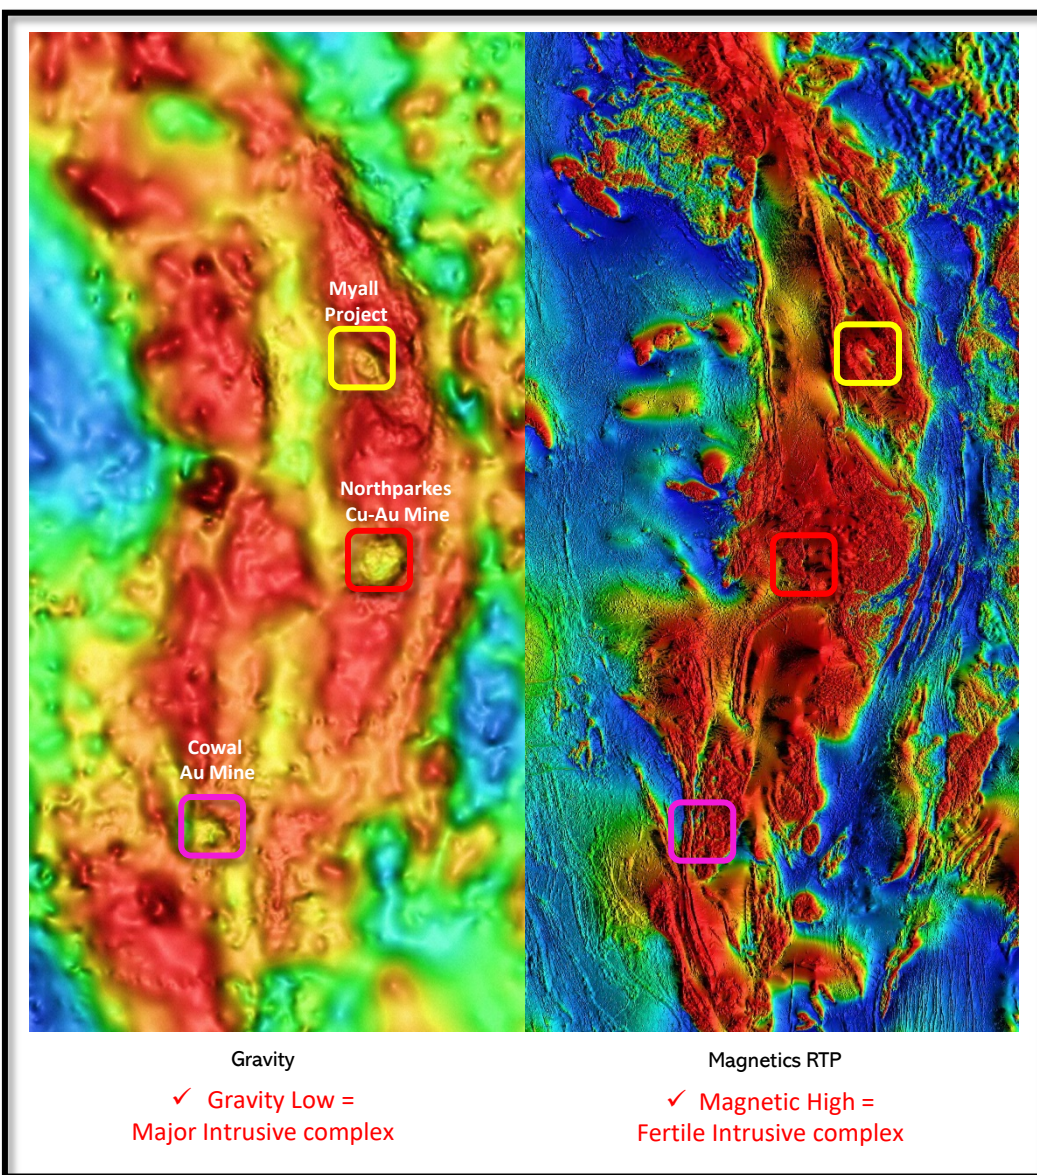 Myall
Project
Northparkes
Cu-Au Mine
Cowal
Au Mine
Gravity
✓ Gravity Low =
Major Intrusive complex
Magnetics RTP
✓ Magnetic High =
Fertile Intrusive complex